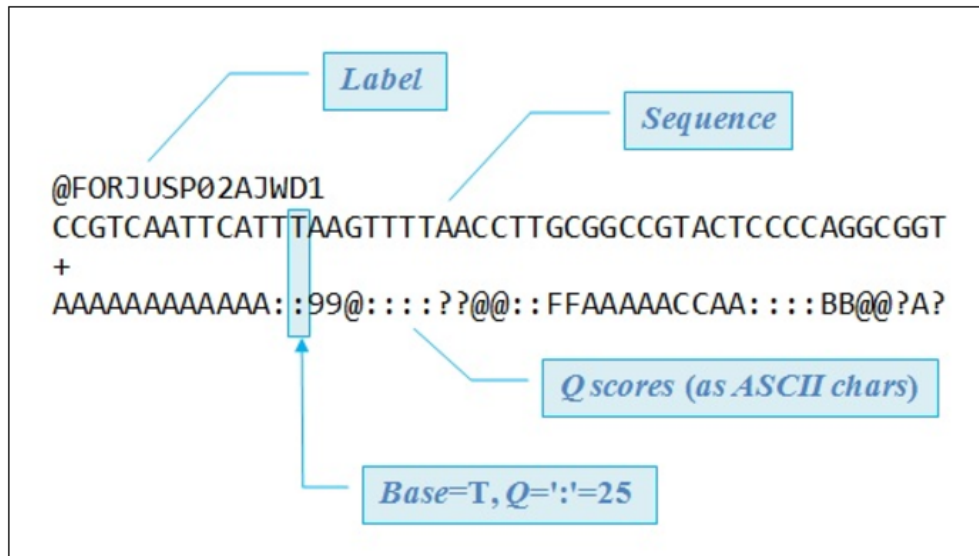 Label
Sequence
@FORJUSP02AJWD1
CCGTCAATTCATTTAAGTTTTAACCTTGCGGCCGTACTCCCCAGGCGGT
+
AAAAAAAAAAAA::99@::::??@@::FFAAAAACCAA::::BB@@?A?
Q scores (as ASCII chars)
Base=T, Q=':'=25